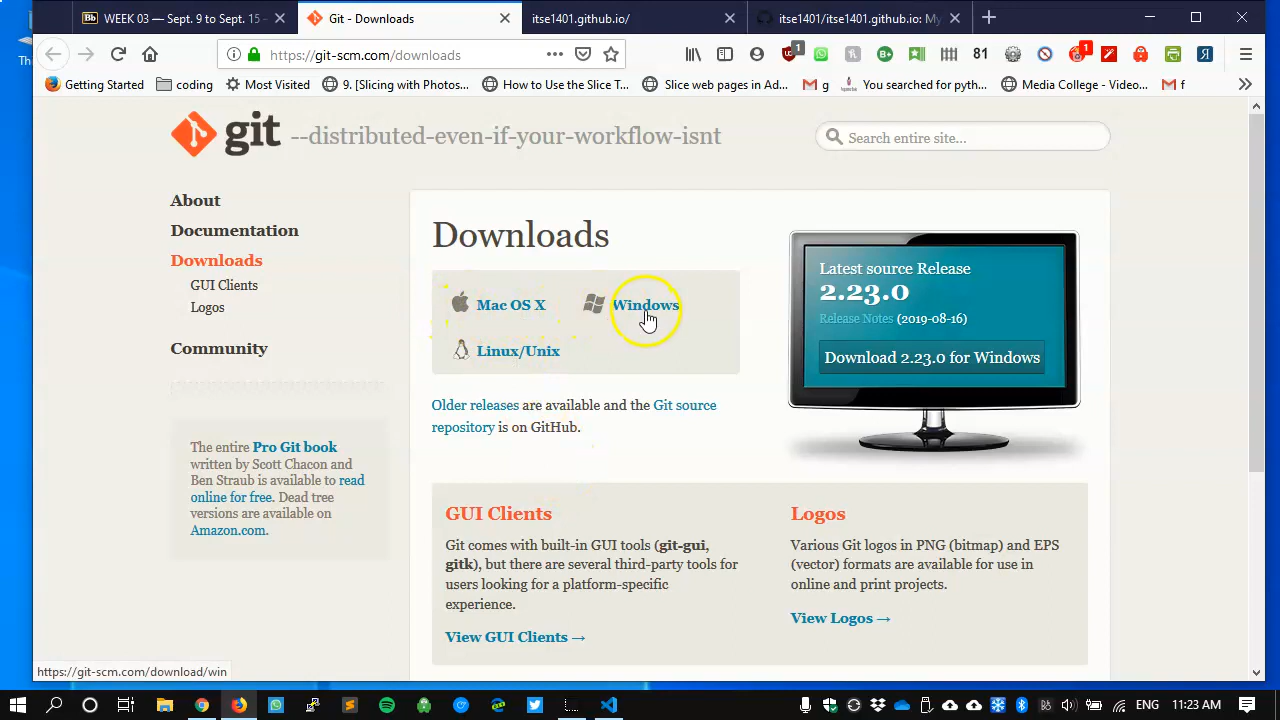 WEEK 03 — Sept. 9 to Sept. 15 -
Git - Downloads
itse1401.github.io/
itse1401/itse1401.github.io: My
https://git-scm.com/downloads
1
81
1
Getting Started
coding
Most Visited
9. [Slicing with Photos...
How to Use the Slice T...
Slice web pages in Ad...
g
You searched for pyth...
Media College - Video...
f
git --distributed-even-if-your-workflow-isnt
Search entire site...
About
Documentation
Downloads
GUI Clients
Logos
Community
The entire Pro Git book
written by Scott Chacon and
Ben Straub is available to read
online for free. Dead tree
versions are available on
Amazon.com.
Downloads
Mac OS X
Windows
Linux/Unix
Older releases are available and the Git source
repository is on GitHub.
Latest source Release
2.23.0
Release Notes (2019-08-16)
Download 2.23.0 for Windows
GUI Clients
Git comes with built-in GUI tools (git-gui,
gitk), but there are several third-party tools for
users looking for a platform-specific
experience.
View GUI Clients →
Logos
Various Git logos in PNG (bitmap) and EPS
(vector) formats are available for use in
online and print projects.
View Logos →
https://git-scm.com/download/win
ENG
11:23 AM